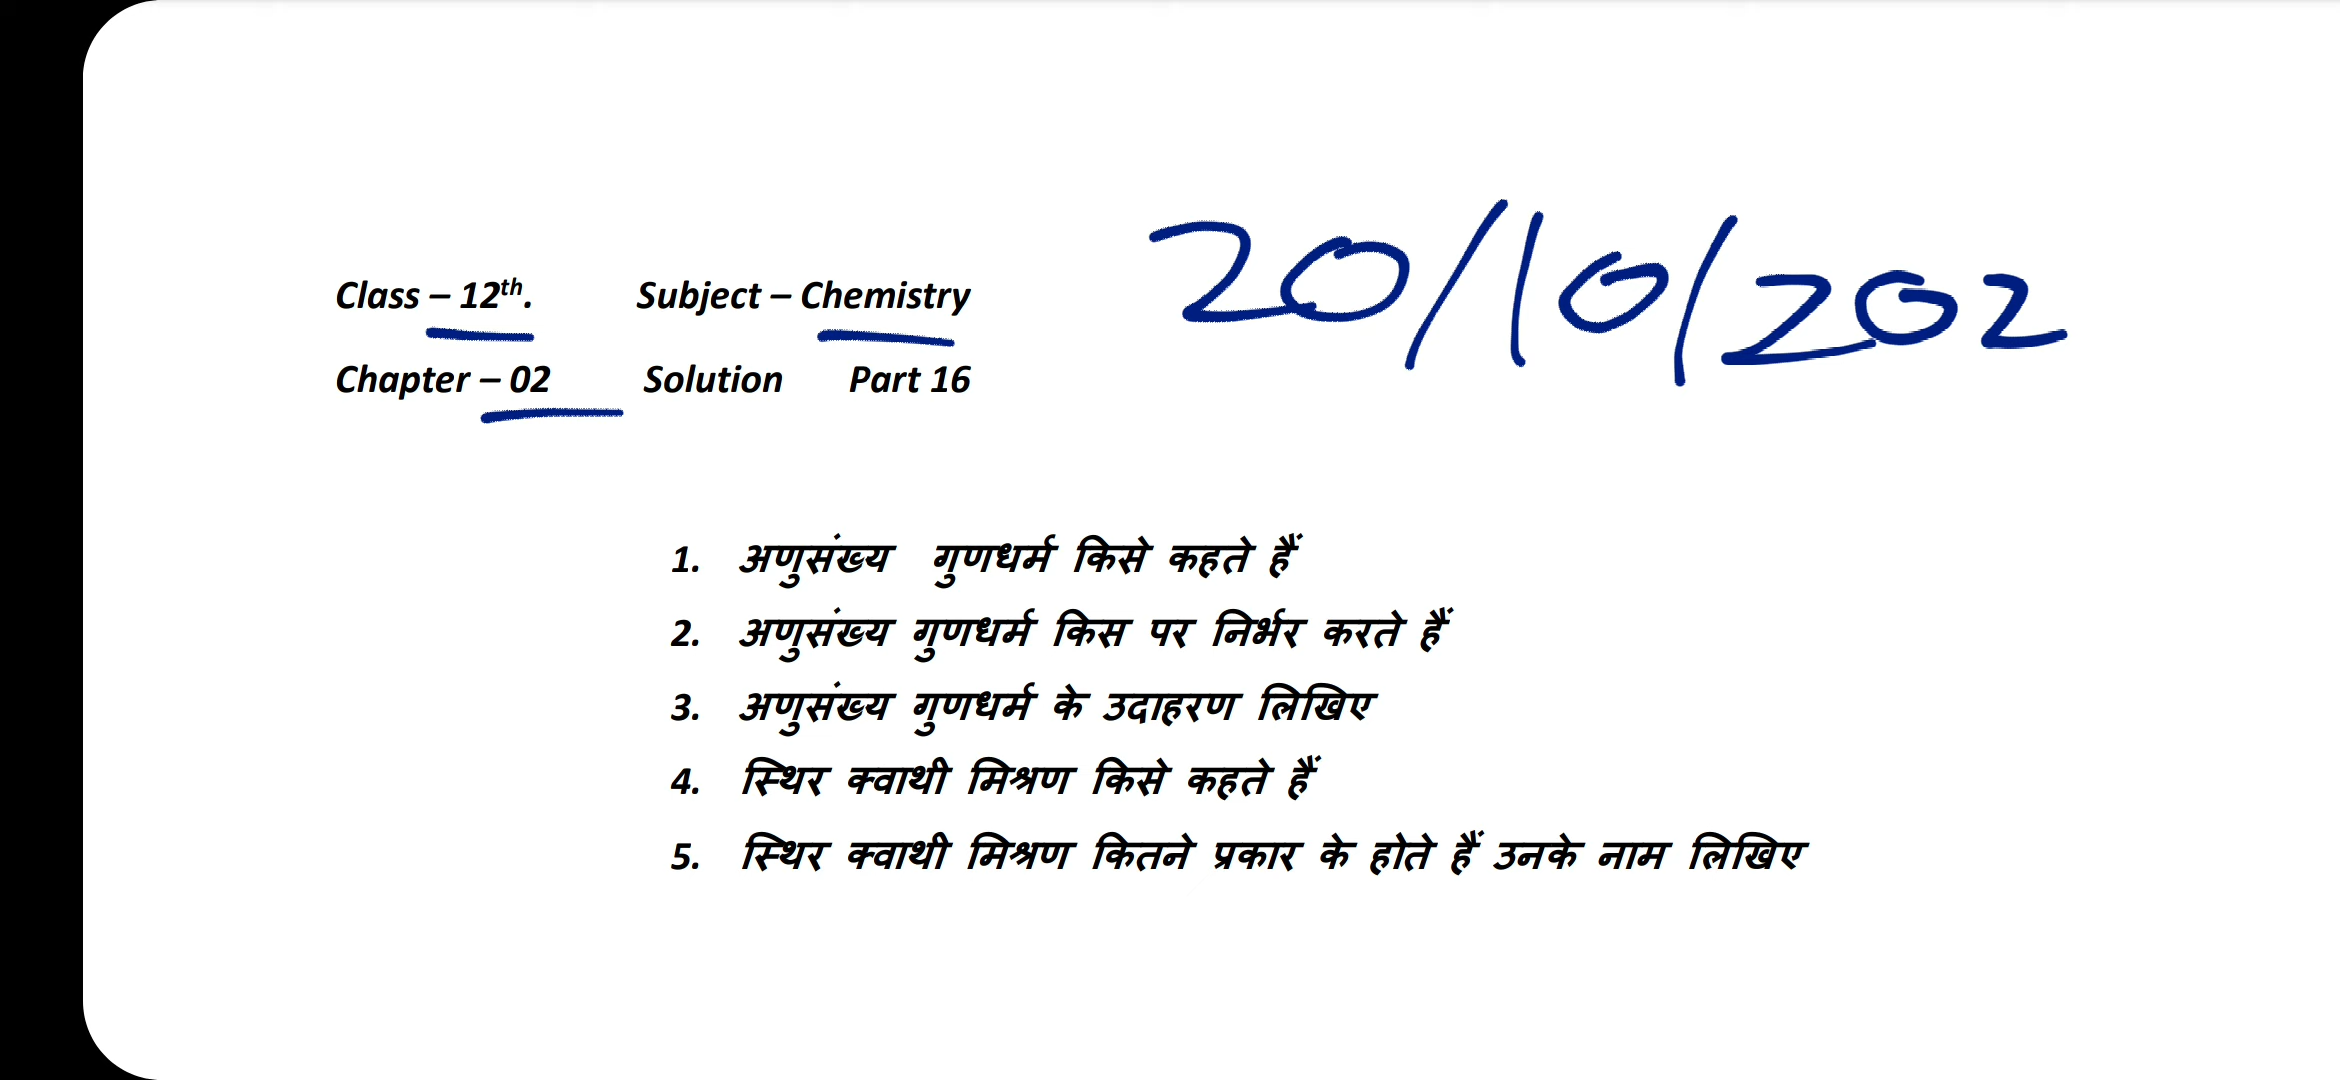 20/10/202
Class – 12th. Subject – Chemistry
Chapter – 02 Solution Part 16
1. अणुसंख्य गुणधर्म किसे कहते हैं
2. अणुसंख्य गुणधर्म किस पर निर्भर करते हैं
3. अणुसंख्य गुणधर्म के उदाहरण लिखिए
4. स्थिर क्वाथी मिश्रण किसे कहते हैं
5. स्थिर क्वाथी मिश्रण कितने प्रकार के होते हैं उनके नाम लिखिए